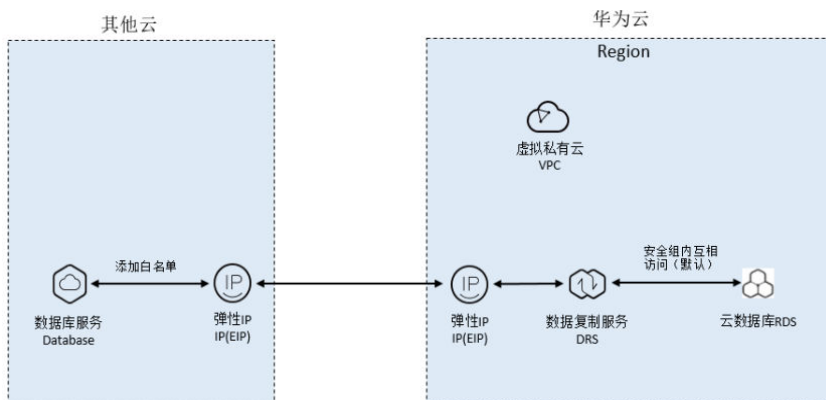 其他云
华为云
Region
虚拟私有云
VPC
添加白名单
安全组内互相
访问（默认）
IP
IP
数据库服务
Database
弹性IP
IP(EIP)
弹性IP
IP(EIP)
数据复制服务
DRS
云数据库RDS